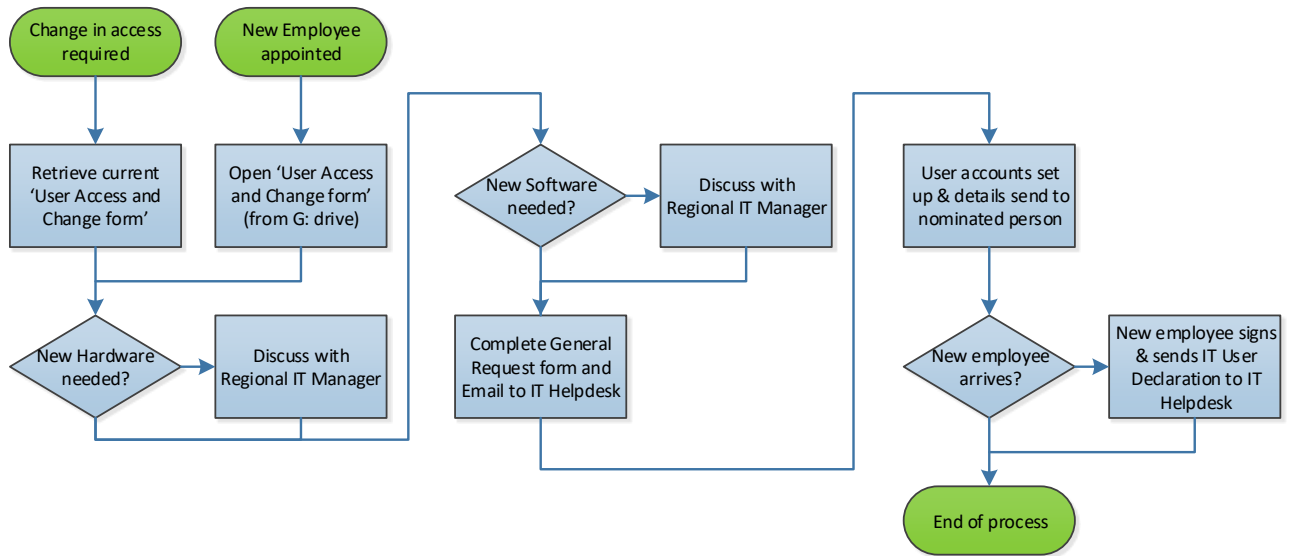 Change in access
required
New Employee
appointed
Retrieve current
‘User Access and
Change form’
Open ‘User Access
and Change form’
(from G: drive)
New Hardware
needed?
Discuss with
Regional IT Manager
New Software
needed?
Discuss with
Regional IT Manager
Complete General
Request form and
Email to IT Helpdesk
User accounts set
up & details send to
nominated person
New employee
arrives?
New employee signs
& sends IT User
Declaration to IT
Helpdesk
End of process